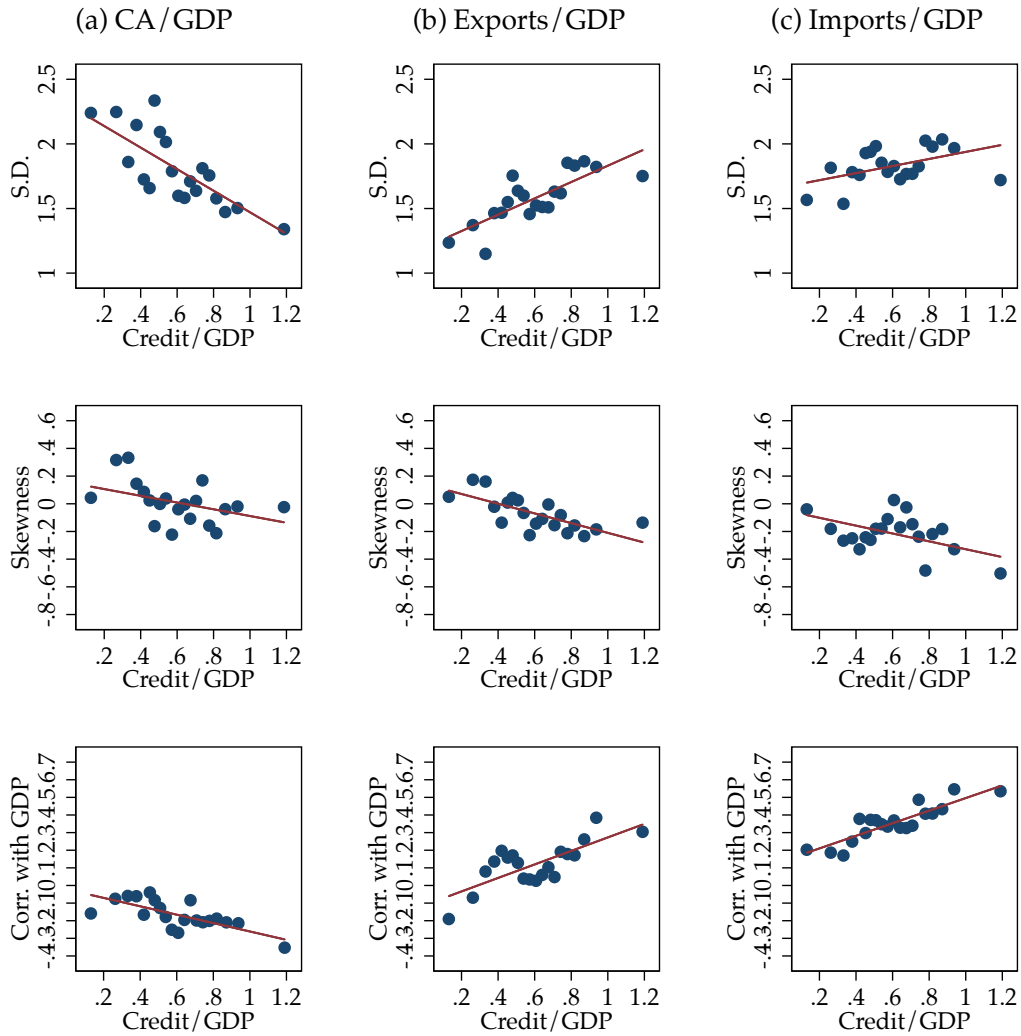 (a) CA/GDP
S.D.
1 1.5 2 2.5
.2 .4 .6 .8 1 1.2
Credit/GDP
(b) Exports/GDP
S.D.
1 1.5 2 2.5
.2 .4 .6 .8 1 1.2
Credit/GDP
(c) Imports/GDP
S.D.
1 1.5 2 2.5
.2 .4 .6 .8 1 1.2
Credit/GDP
Skewness
-.8-.6-.4-.2 0 .2 .4 .6
.2 .4 .6 .8 1 1.2
Credit/GDP
Skewness
-.8-.6-.4-.2 0 .2 .4 .6
.2 .4 .6 .8 1 1.2
Credit/GDP
Skewness
-.8-.6-.4-.2 0 .2 .4 .6
.2 .4 .6 .8 1 1.2
Credit/GDP
Corr. with GDP
-.4.3.2.10.1.2.3.4.5.6.7
.2 .4 .6 .8 1 1.2
Credit/GDP
Corr. with GDP
-.4.3.2.10.1.2.3.4.5.6.7
.2 .4 .6 .8 1 1.2
Credit/GDP
Corr. with GDP
-.4.3.2.10.1.2.3.4.5.6.7
.2 .4 .6 .8 1 1.2
Credit/GDP